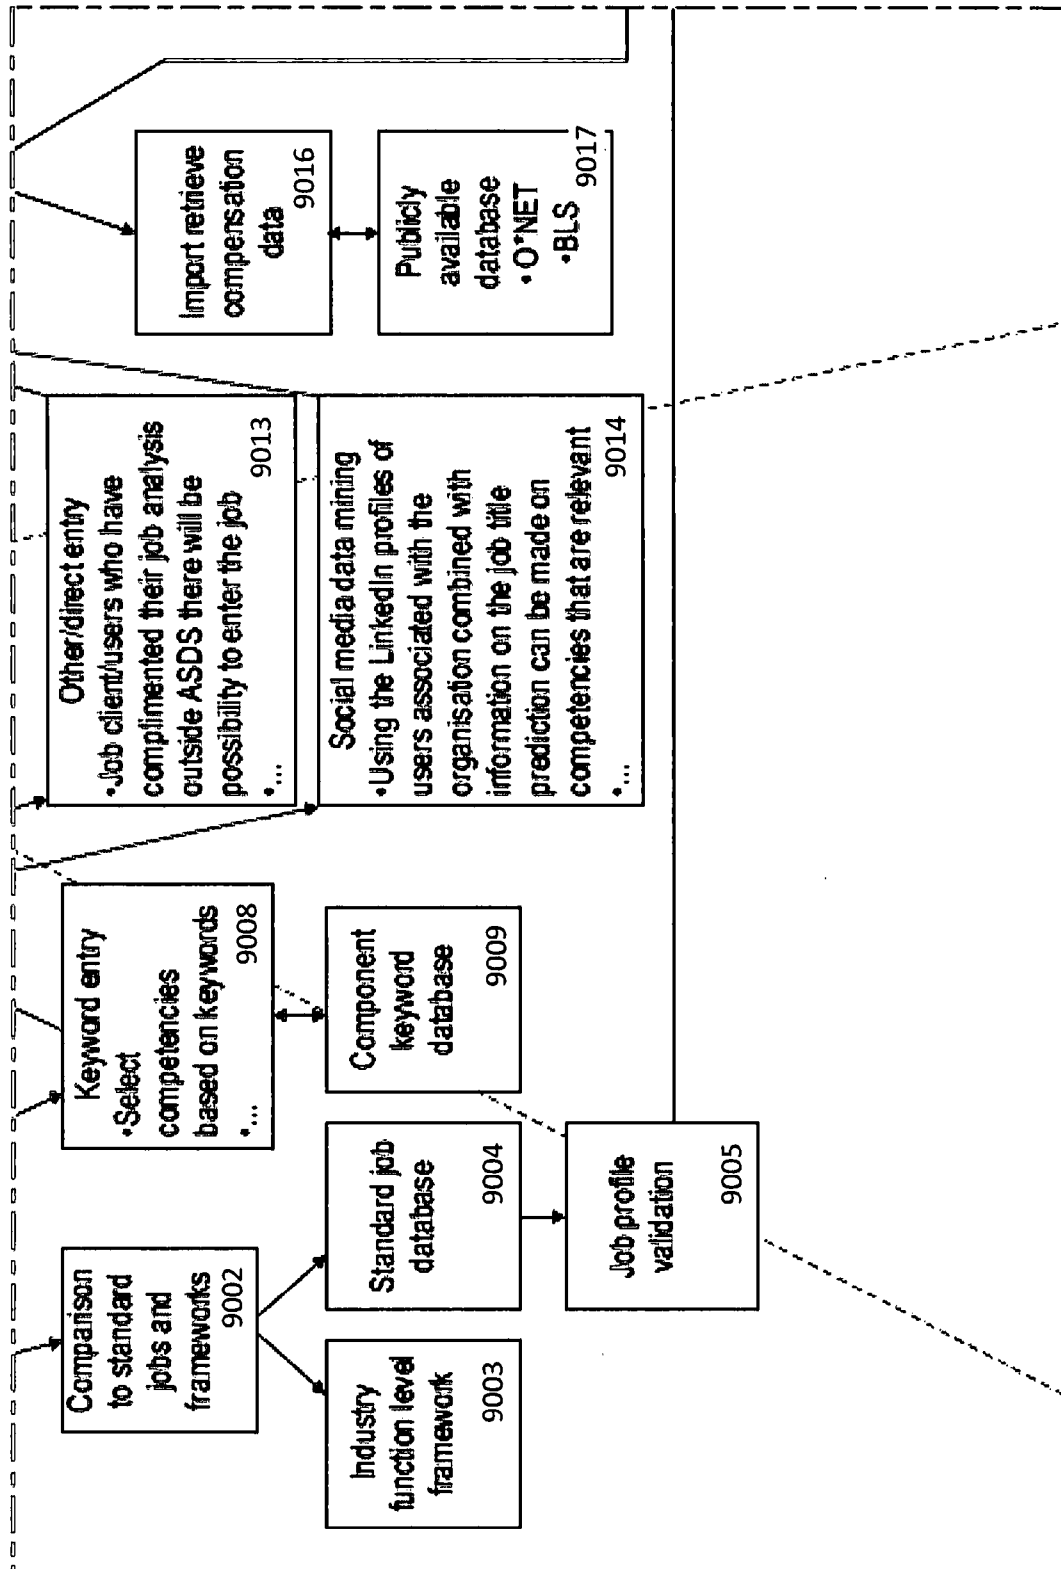 Comparison
to standard
jobs and
frameworks
9002
Industry
function level
framework
9003
Standard job
database
9004
Job profile
validation
9005
Keyword entry
•Select
competencies
based on keywords
•...
9008
Component
keyword
database
9009
Other/direct entry
•Job client/users who have
complimented their job analysis
outside ASDS there will be
possibility to enter the job
•...
9013
Social media data mining
•Using the LinkedIn profiles of
users associated with the
organisation combined with
information on the job title
prediction can be made on
competencies that are relevant
•...
9014
Import retrieve
compensation
data
9016
Publicly
available
database
•O*NET
•BLS
9017